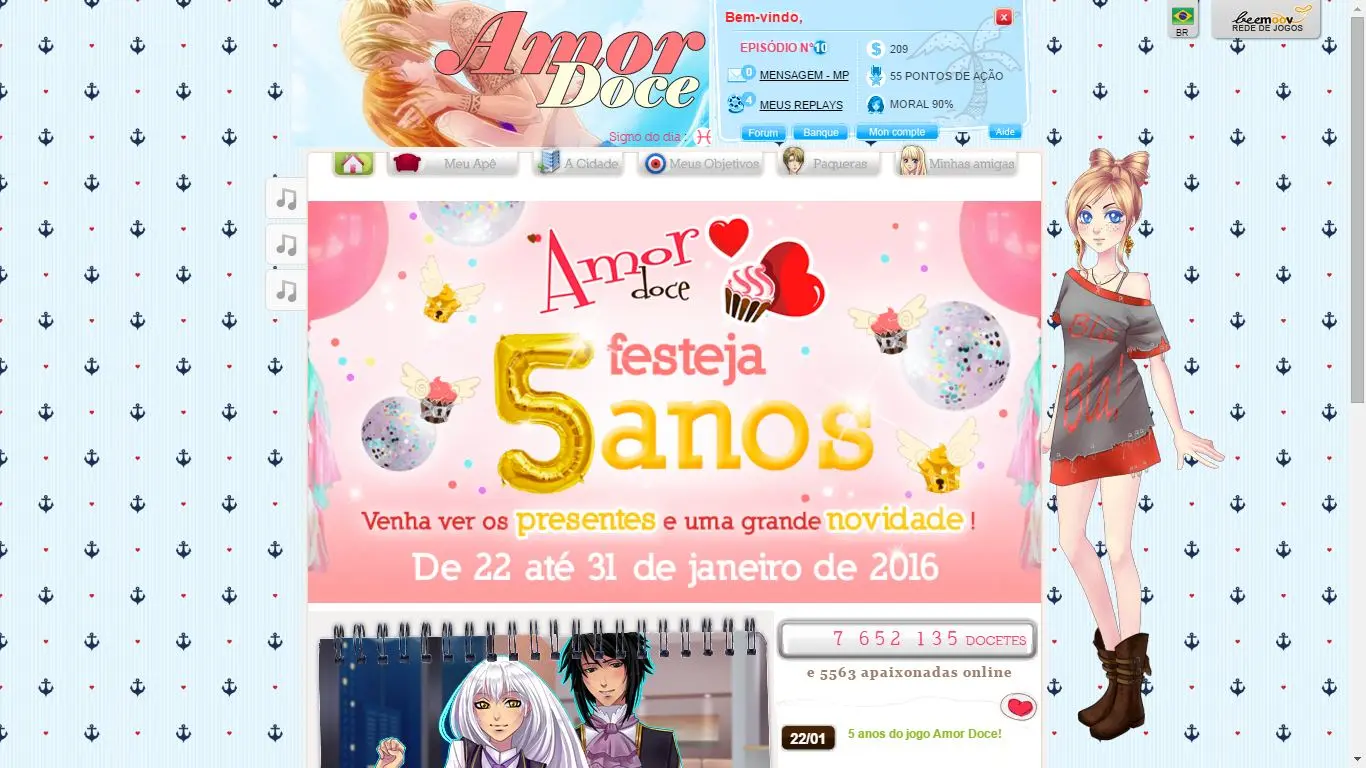 Amor
Doce
Signo do dia :
Bem-vindo,
EPISÓDIO N°10
209
0
MENSAGEM - MP
55 PONTOS DE AÇÃO
4
MEUS REPLAYS
MORAL 90%
Forum
Banque
Mon compte
Aide
BR
beemoov
REDE DE JOGOS
Meu Apê
A Cidade
Meus Objetivos
Paqueras
Minhas amigas
Amor
doce
festeja
5 anos
Venha ver os presentes e uma grande novidade !
De 22 até 31 de janeiro de 2016
Bla
Bla!
7 652 135 DOCETES
e 5563 apaixonadas online
22/01
5 anos do jogo Amor Doce!